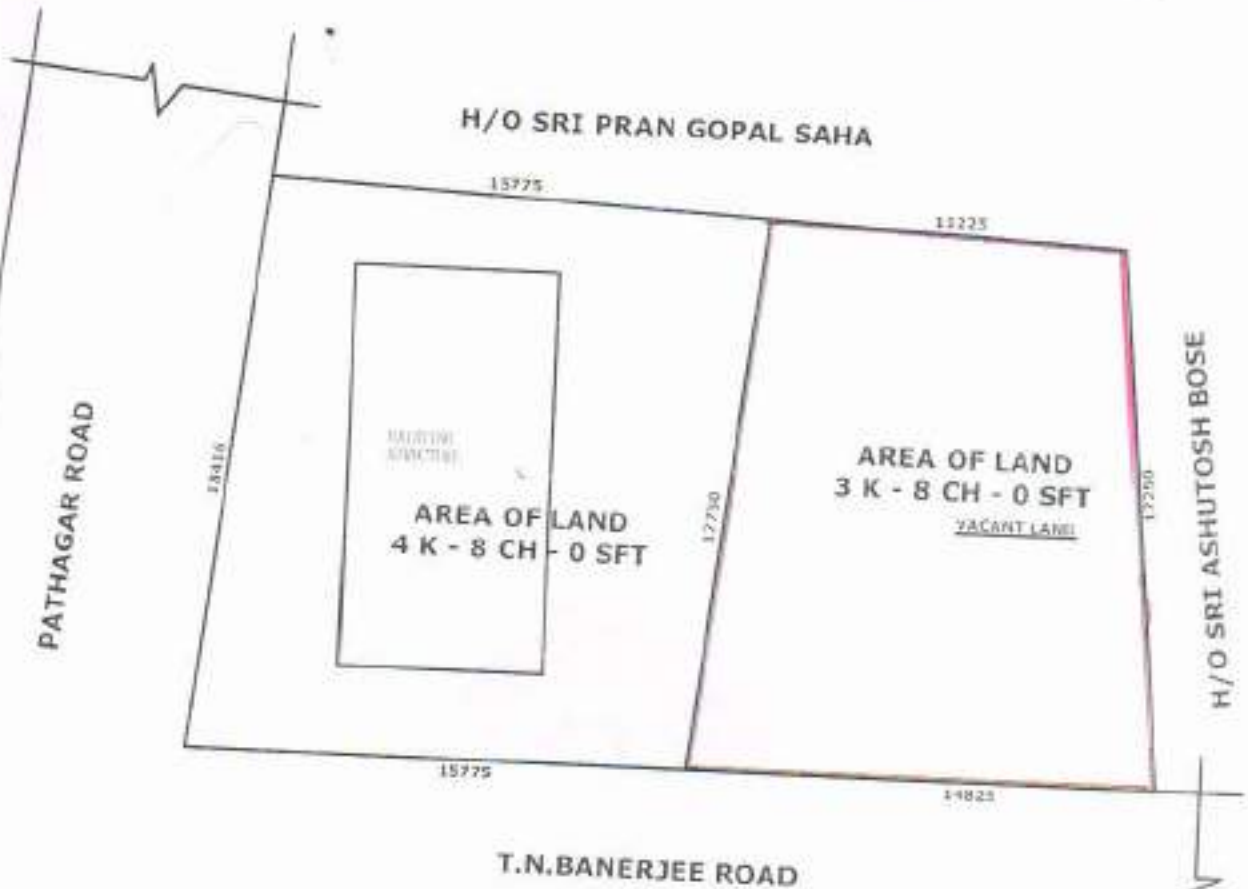 H/O SRI PRAN GOPAL SAHA
15775
11225
PATHAGAR ROAD
18416
AREA OF LAND
4 K - 8 CH - 0 SFT
17750
AREA OF LAND
3 K - 8 CH - 0 SFT
VACANT LAND
17250
H/O SRI ASHUTOSH BOSE
15775
14825
T.N.BANERJEE ROAD